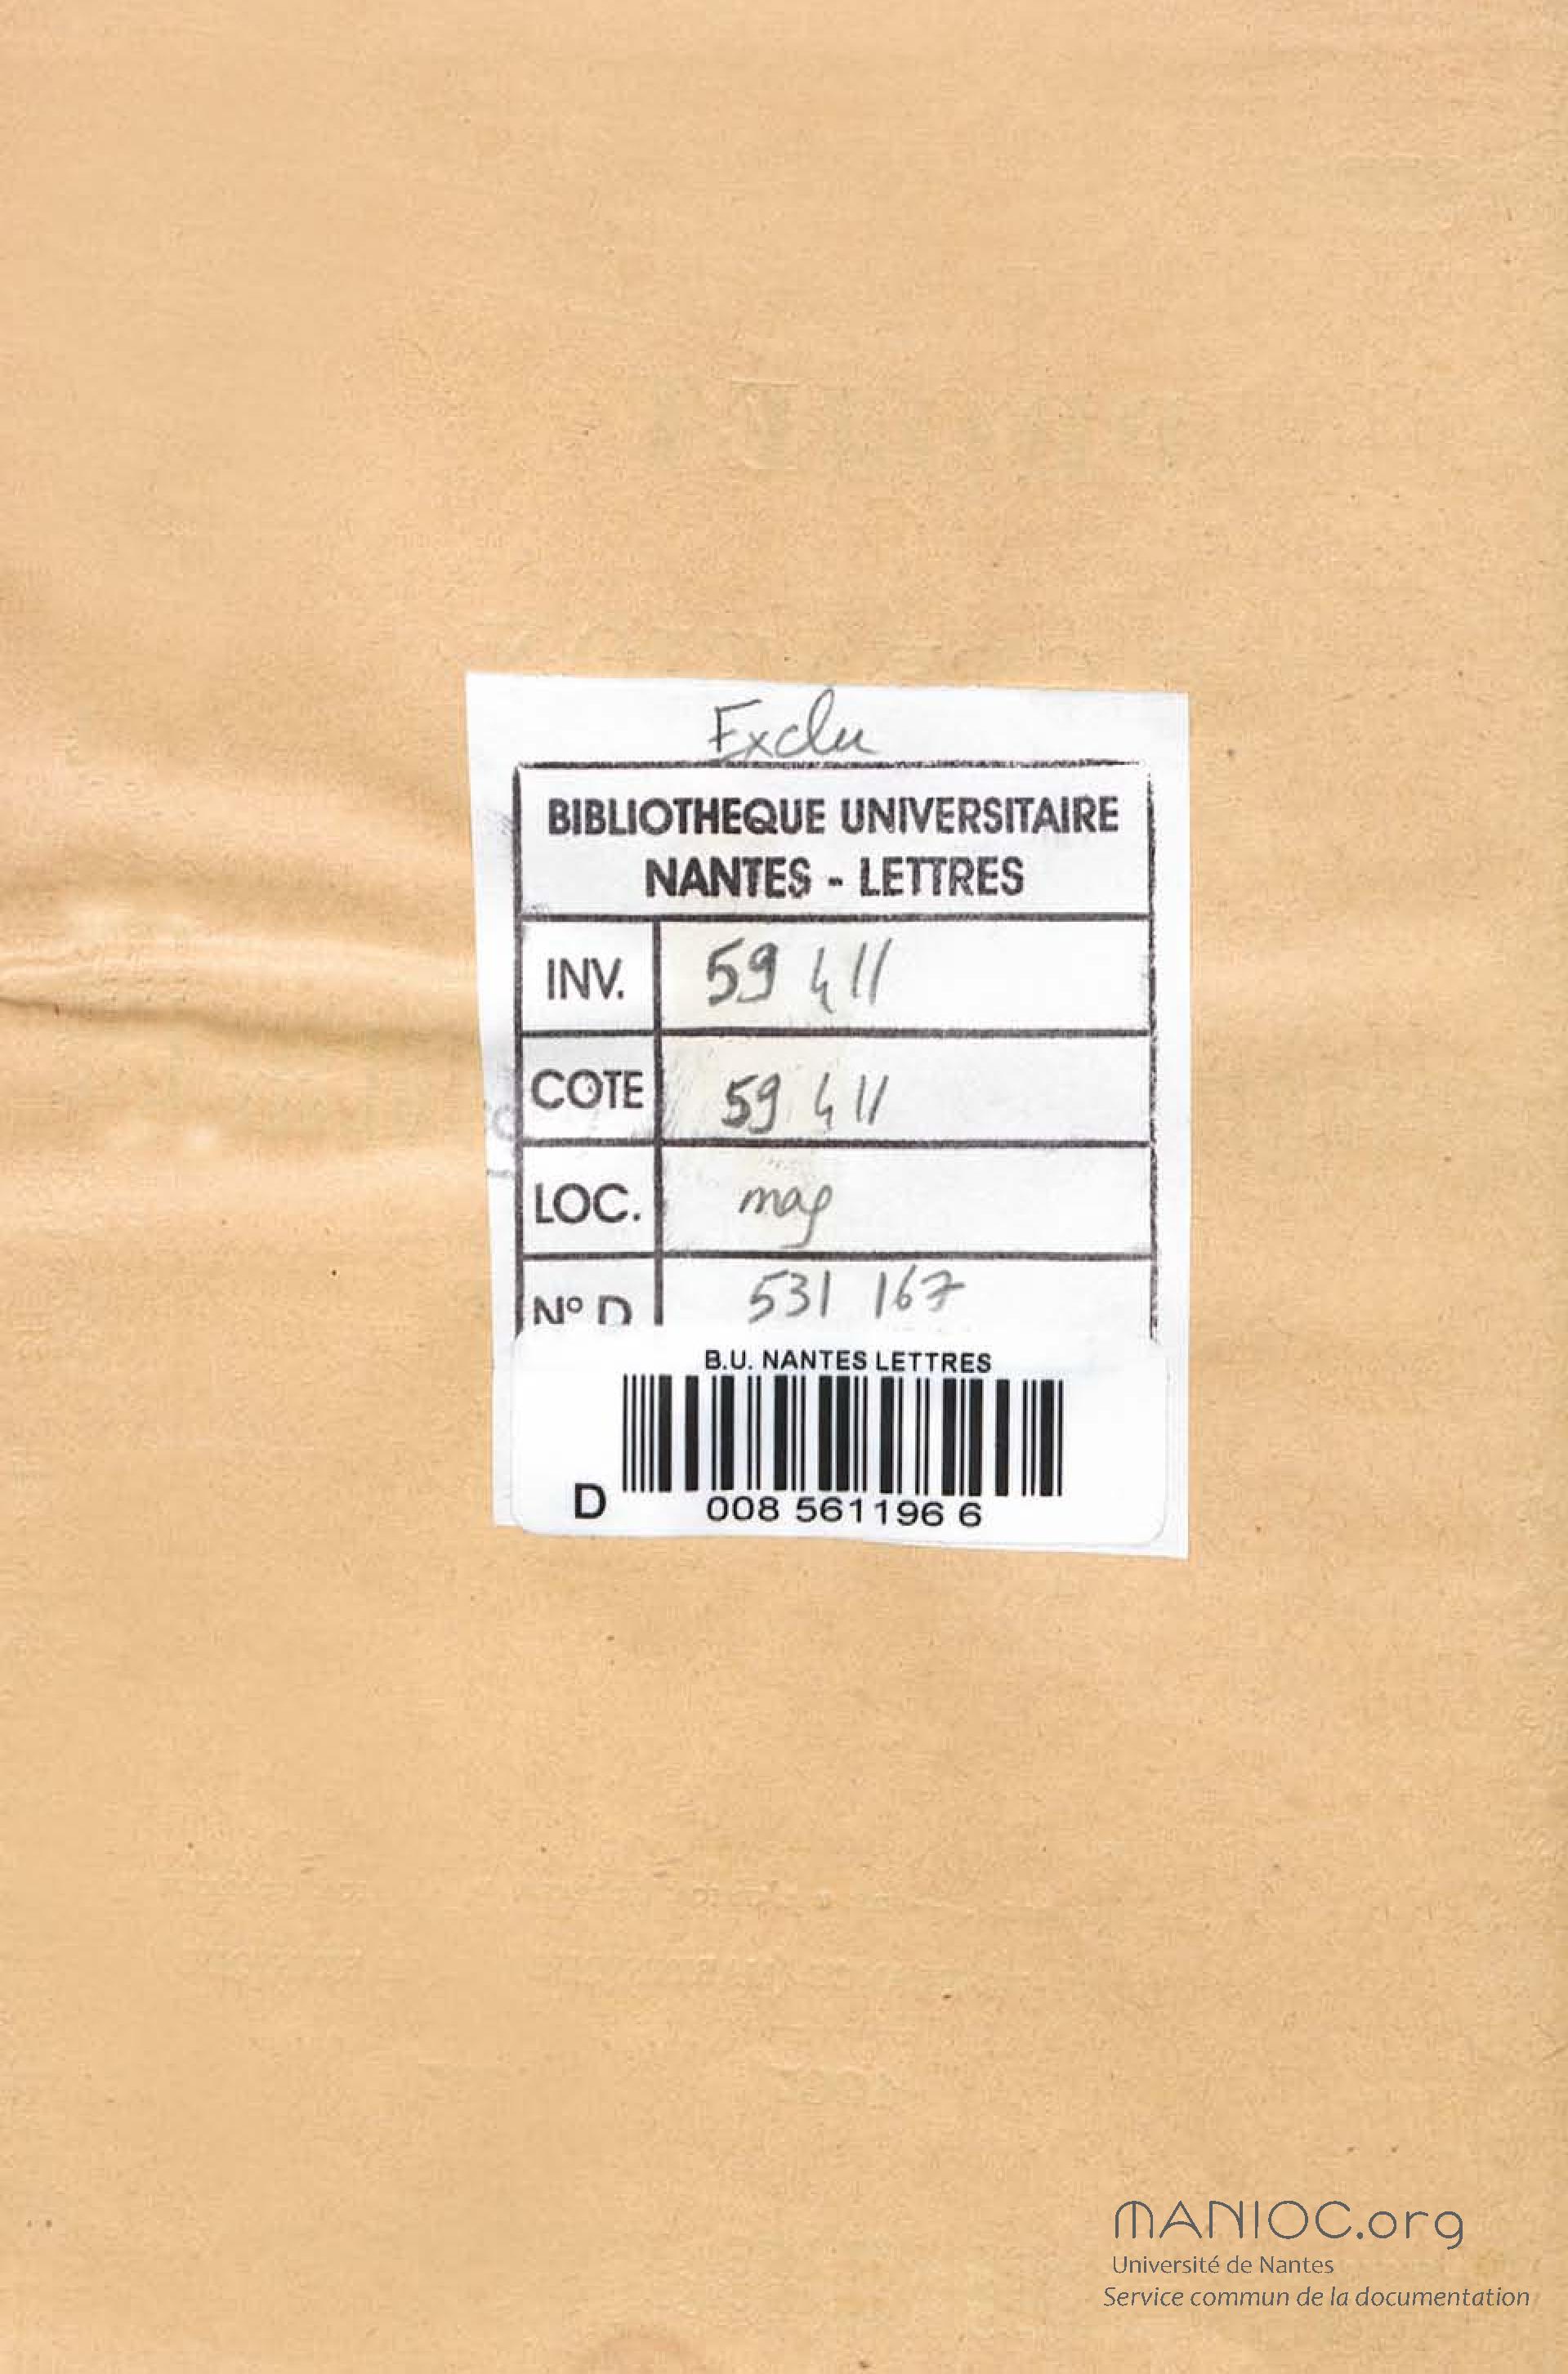 Exclu
BIBLIOTHEQUE UNIVERSITAIRE
NANTES - LETTRES
INV. 59 411
COTE 59 411
LOC. mag
N° D 531 167
B.U. NANTES LETTRES
D 008 561196 6
MANIOC.org
Université de Nantes
Service commun de la documentation